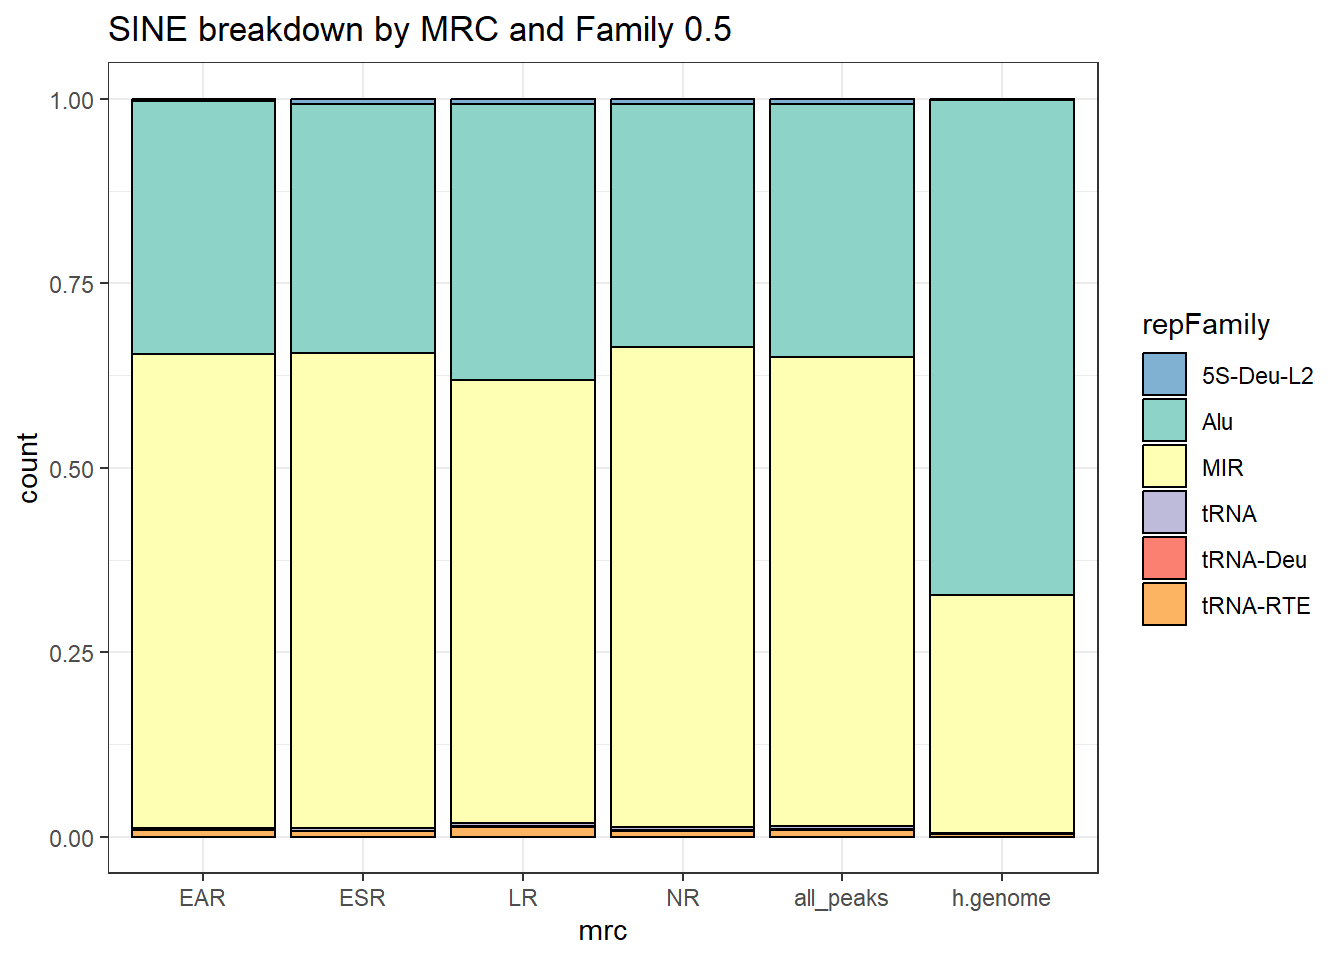 SINE breakdown by MRC and Family 0.5
1.00
0.75
0.50
0.25
0.00
count
EAR
ESR
LR
NR
all_peaks
h.genome
mrc
repFamily
5S-Deu-L2
Alu
MIR
tRNA
tRNA-Deu
tRNA-RTE